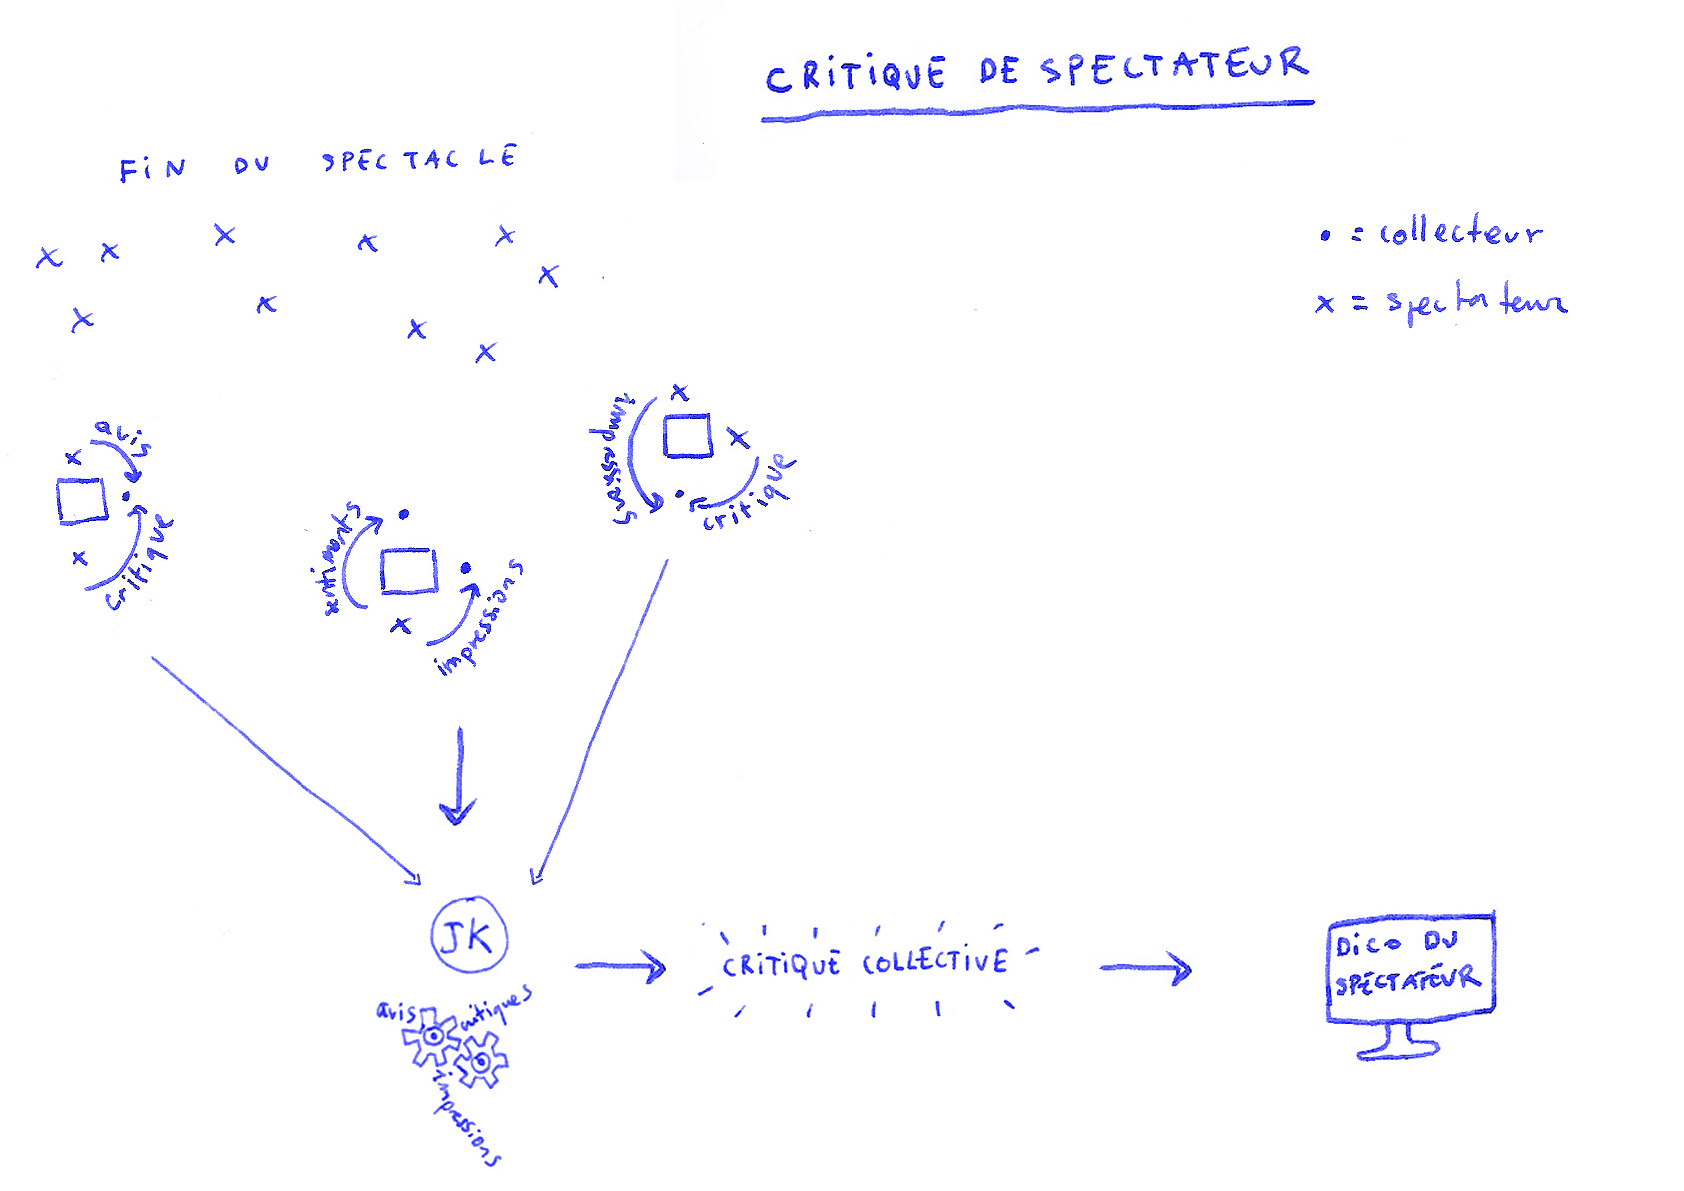 CRITIQUE DE SPECTATEUR
FIN DU SPECTACLE
• = collecteur
x = spectateur
avis
critique
sentiments
impressions
impressions
critique
JK
avis
critiques
impressions
CRITIQUE COLLECTIVE
DICO DU
SPECTATEUR